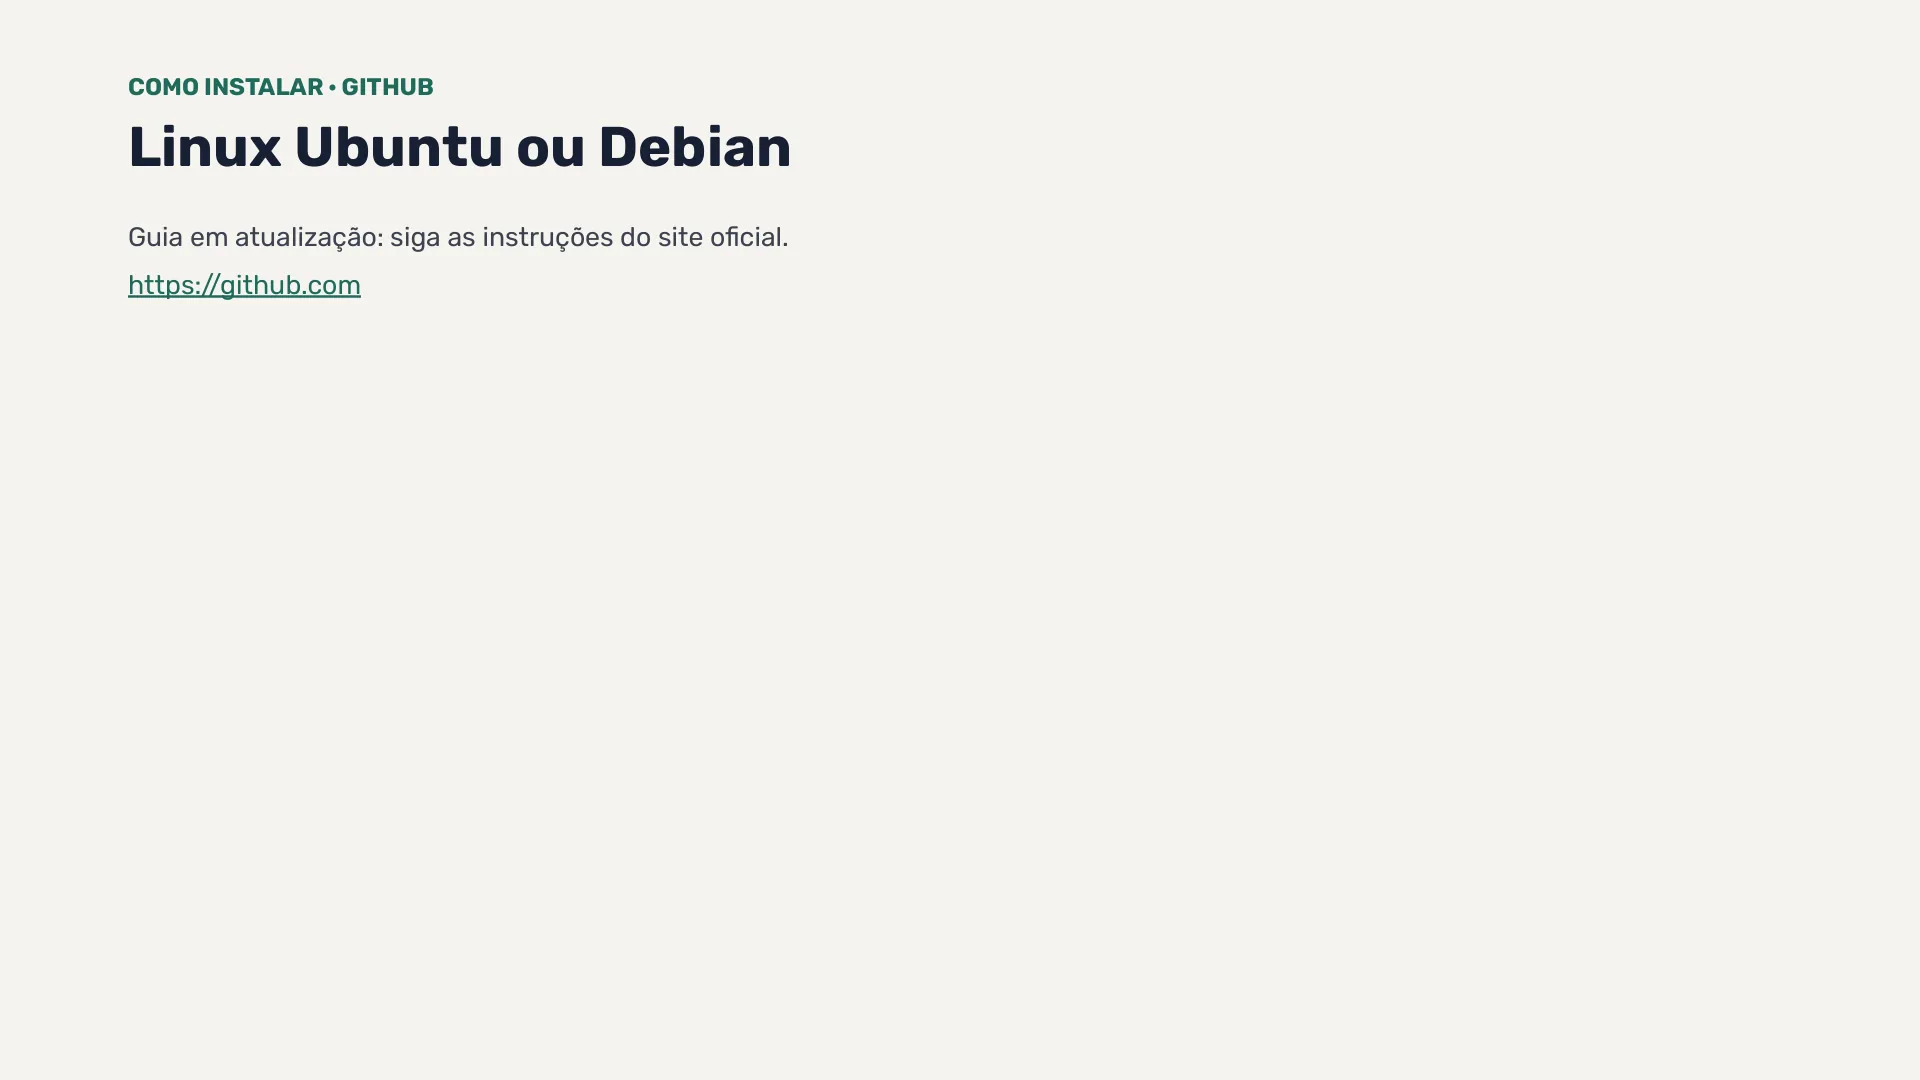 COMO INSTALAR • GITHUB
Linux Ubuntu ou Debian
Guia em atualização: siga as instruções do site oficial.
https://github.com